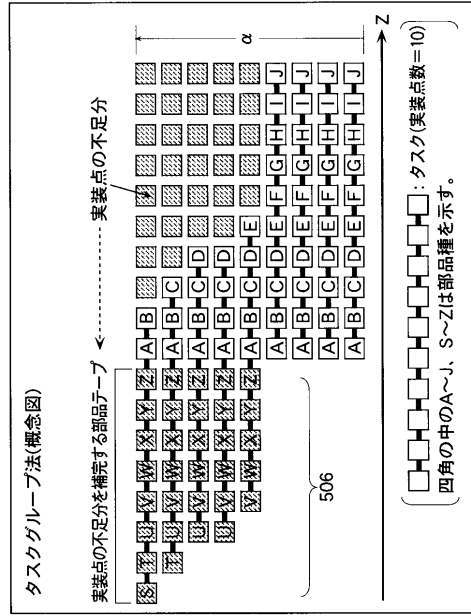 タスクグループ法(概念図)
実装点の不足分を補完する部品テープ
実装点の不足分
S T U V W X Y Z A B
T U V W X Y Z A B C
U V W X Y Z A B C D
U V W X Y Z A B C D
V W X Y Z A B C D E
A B C D E F G H I J
A B C D E F G H I J
A B C D E F G H I J
A B C D E F G H I J
α
506
Z
：タスク(実装点数=10)
四角の中のA～J、S～Zは部品種を示す。